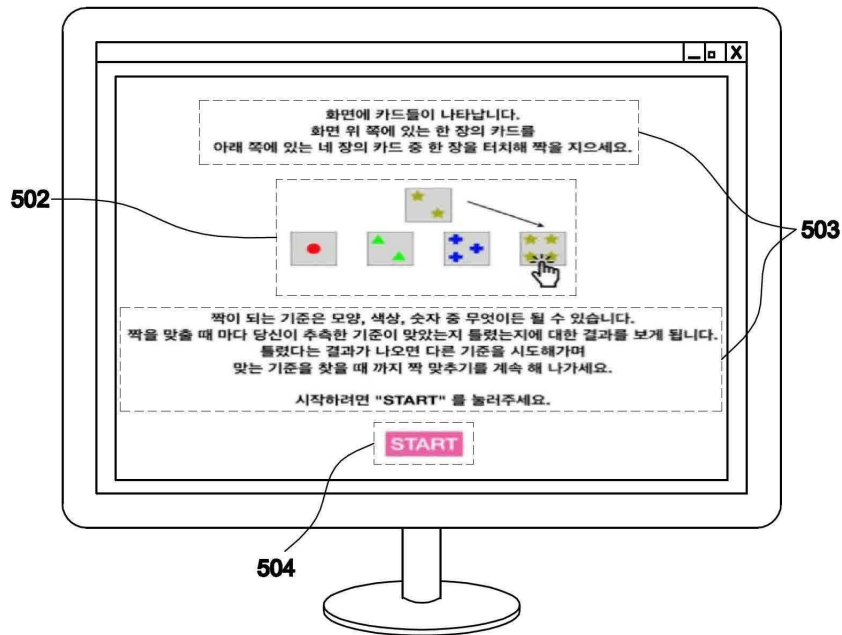 화면에 카드들이 나타납니다.
화면 위 쪽에 있는 한 장의 카드를
아래 쪽에 있는 네 장의 카드 중 한 장을 터치해 짝을 지으세요.
502
503
짝이 되는 기준은 모양, 색상, 숫자 중 무엇이든 될 수 있습니다.
짝을 맞출 때 마다 당신이 추측한 기준이 맞았는지 틀렸는지에 대한 결과를 보게 됩니다.
틀렸다는 결과가 나오면 다른 기준을 시도해가며
맞는 기준을 찾을 때 까지 짝 맞추기를 계속 해 나가세요.
시작하려면 "START" 를 눌러주세요.
START
504